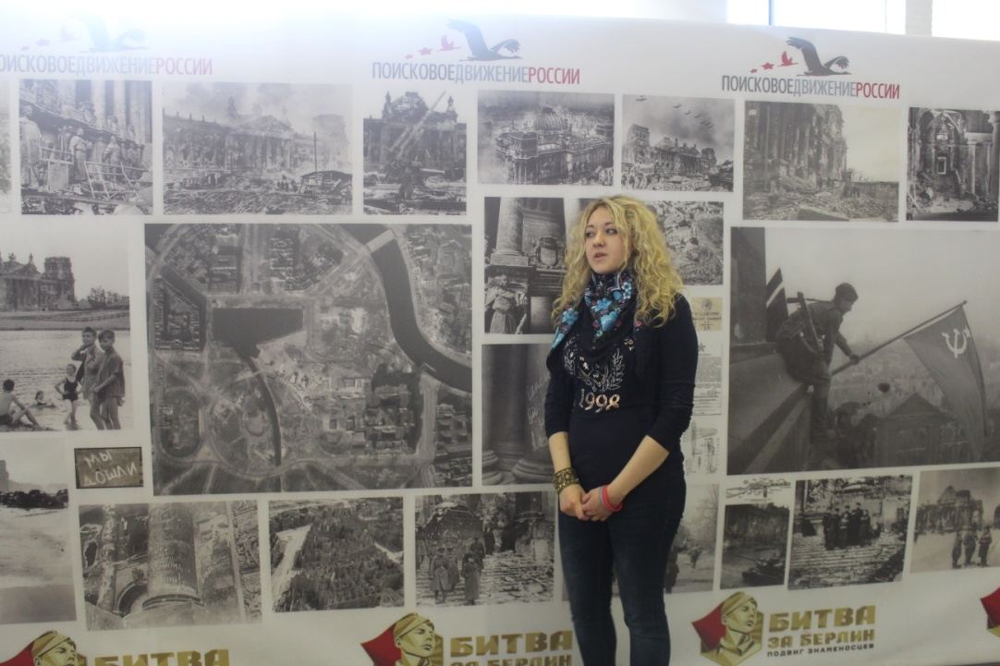 ПОИСКОВОЕДВИЖЕНИЕРОССИИ
ПОИСКОВОЕДВИЖЕНИЕРОССИИ
ПОИСКОВОЕДВИЖЕНИЕРОССИИ
1998
МЫ
ДОШЛИ
БИТВА
БИТВА
ЗА БЕРЛИН
БИТВА
ЗА БЕРЛИН
ПОДВИГ ЗНАМЕНОСЦЕВ